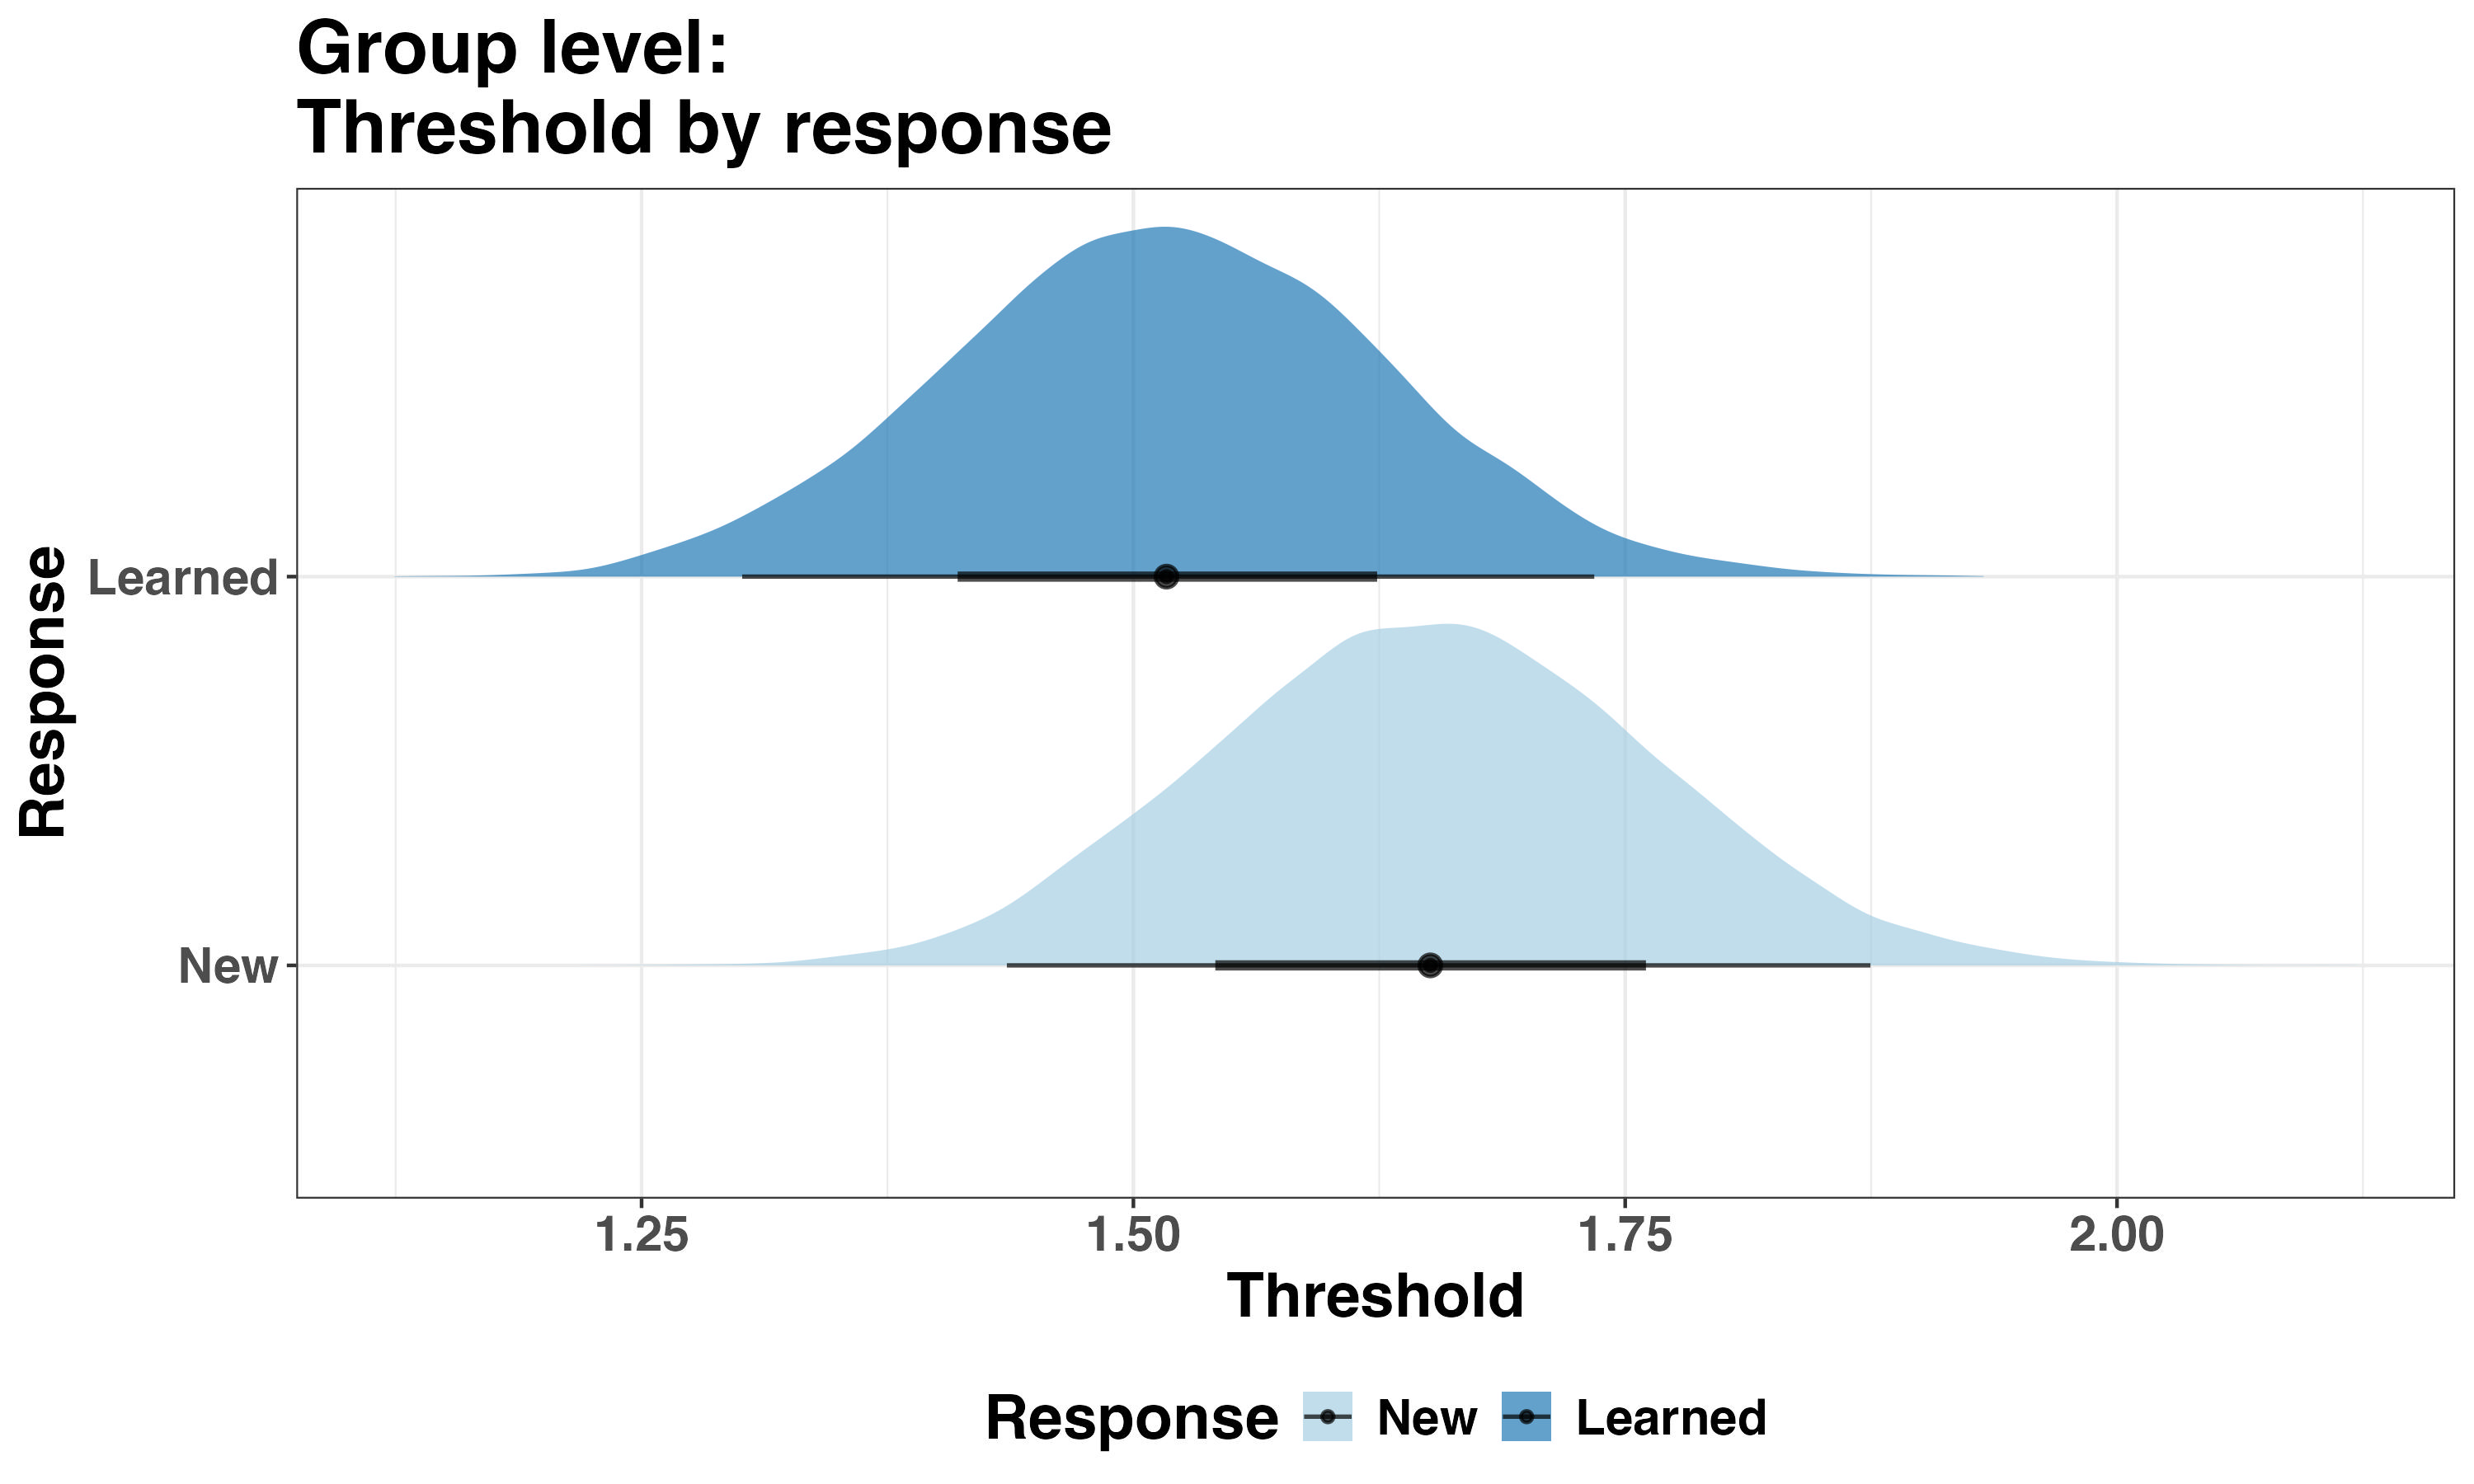 Group level:
Threshold by response
Response
Learned
New
1.25 1.50 1.75 2.00
Threshold
Response New Learned